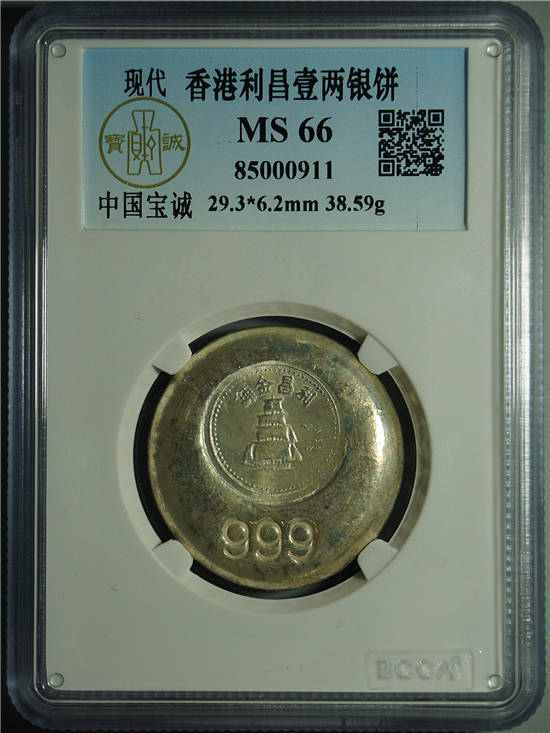 现代 香港利昌壹两银饼
寶 誠
MS 66
85000911
中国宝诚 29.3*6.2mm 38.59g
舖金昌利
999